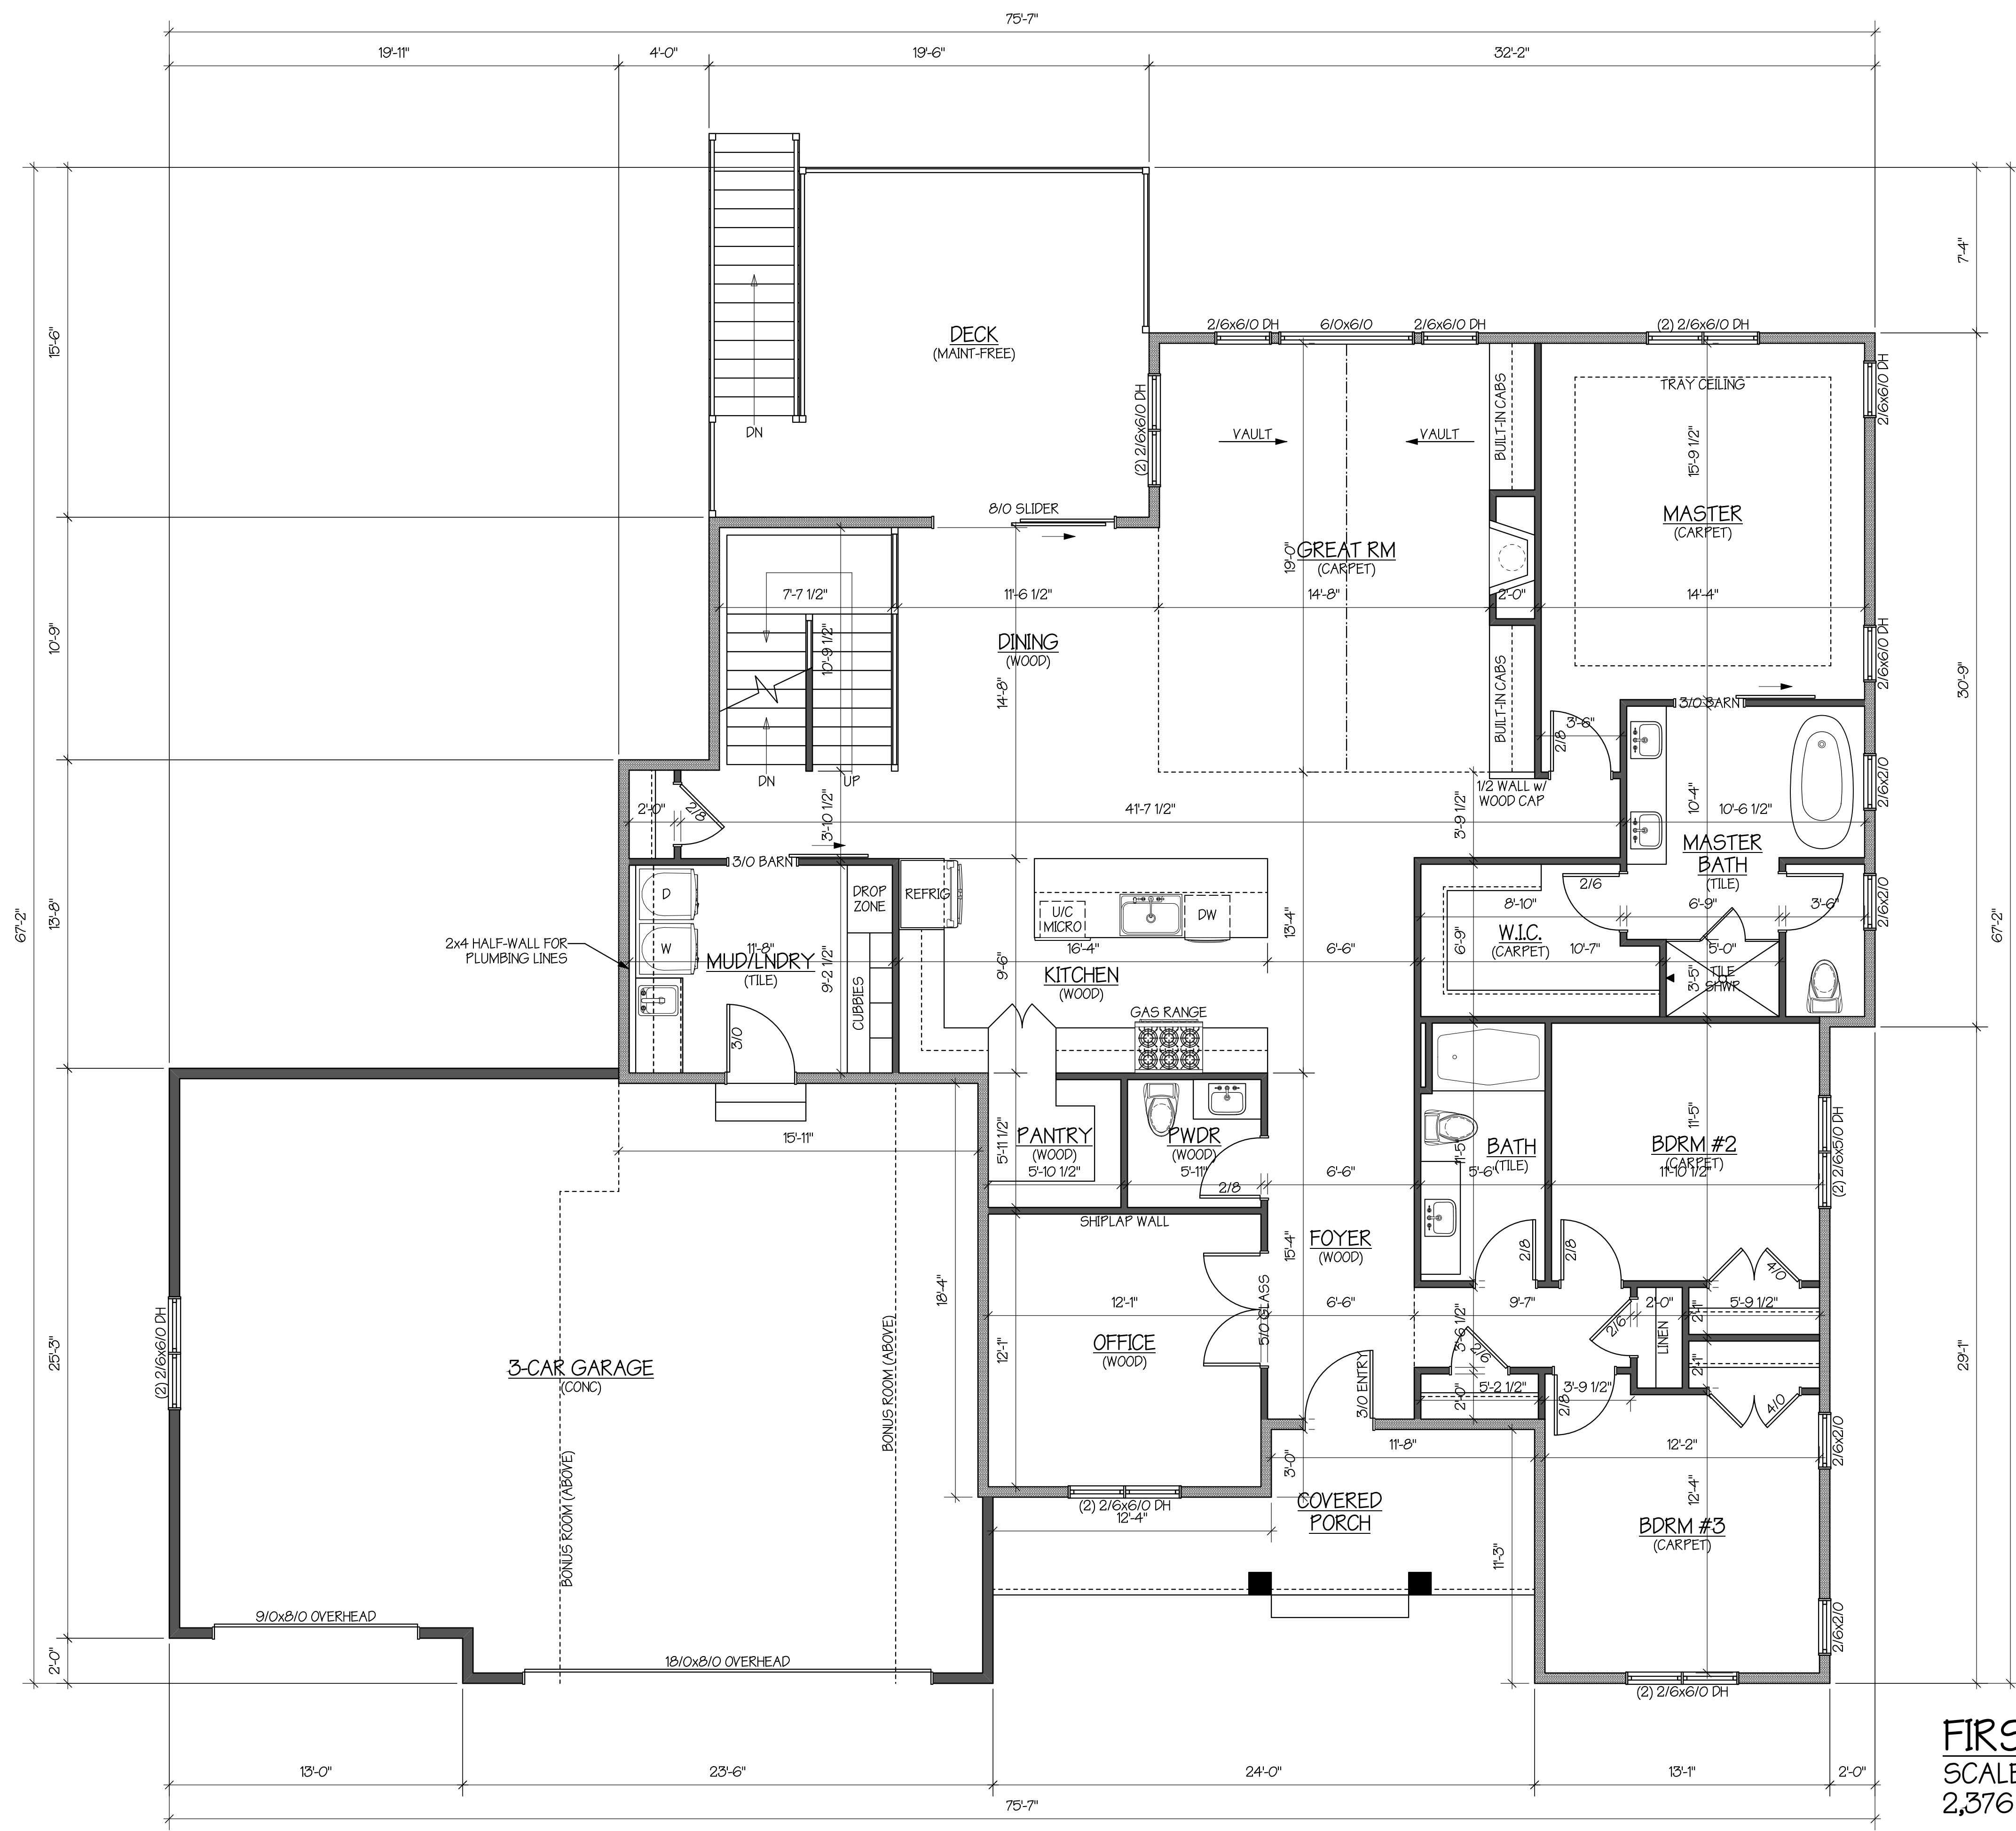 75'-7"
19'-11"
4'-0"
19'-6"
32'-2"
7'-4"
15'-6"
DECK
(MAINT-FREE)
DN
2/6x6/0 DH
6/0x6/0
2/6x6/0 DH
(2) 2/6x6/0 DH
(2) 2/6x6/0 DH
2/6x6/0 DH
TRAY CEILING
BUILT-IN CABS
VAULT
VAULT
15'-9 1/2"
MASTER
(CARPET)
8/0 SLIDER
19'-0"
GREAT RM
(CARPET)
7'-7 1/2"
11'-6 1/2"
14'-8"
2'-0"
14'-4"
10'-9"
10'-9 1/2"
DINING
(WOOD)
14'-8"
2/6x6/0 DH
30'-9"
BUILT-IN CABS
3/0 BARN
3'-6"
2/8
DN
UP
1/2 WALL w/
WOOD CAP
2/6x2/0
2'-0"
2/8
3'-10 1/2"
41'-7 1/2"
3'-9 1/2"
10'-4"
10'-6 1/2"
MASTER
BATH
(TILE)
3/0 BARN
D
DROP
ZONE
REFRIG
U/C
MICRO
DW
2/6
8'-10"
6'-9"
3'-6"
2/6x2/0
67'-2"
13'-8"
13'-4"
67'-2"
2x4 HALF-WALL FOR
PLUMBING LINES
W
11'-8"
MUD/LNDRY
(TILE)
9'-2 1/2"
16'-4"
9'-6"
KITCHEN
(WOOD)
6'-6"
W.I.C.
(CARPET)
6'-9"
10'-7"
5'-0"
3'-5"
TILE
SHWR
CUBBIES
3/0
GAS RANGE
15'-11"
5'-11 1/2"
PANTRY
(WOOD)
5'-10 1/2"
PWDR
(WOOD)
5'-11"
2/8
6'-6"
BATH
(TILE)
11'-5"
5'-6"
11'-5"
BDRM #2
(CARPET)
11'-10 1/2"
(2) 2/6x5/0 DH
SHIPLAP WALL
FOYER
(WOOD)
15'-4"
2/8
2/8
4/0
18'-4"
12'-1"
5/0 GLASS
6'-6"
9'-7"
2'-0"
5'-9 1/2"
2'-1"
3'-6 1/2"
2/6
2/6
LINEN
12'-1"
OFFICE
(WOOD)
25'-3"
(2) 2/6x6/0 DH
3-CAR GARAGE
(CONC)
BONUS ROOM (ABOVE)
BONUS ROOM (ABOVE)
3/0 ENTRY
2'-0"
5'-2 1/2"
3'-9 1/2"
2/8
2'-1"
4/0
29'-1"
11'-8"
3'-0"
12'-2"
2/6x2/0
12'-4"
(2) 2/6x6/0 DH
12'-4"
COVERED
PORCH
BDRM #3
(CARPET)
11'-3"
9/0x8/0 OVERHEAD
2/6x2/0
2'-0"
18/0x8/0 OVERHEAD
(2) 2/6x6/0 DH
13'-0"
23'-6"
24'-0"
13'-1"
2'-0"
75'-7"
FIRS
SCALE
2,376